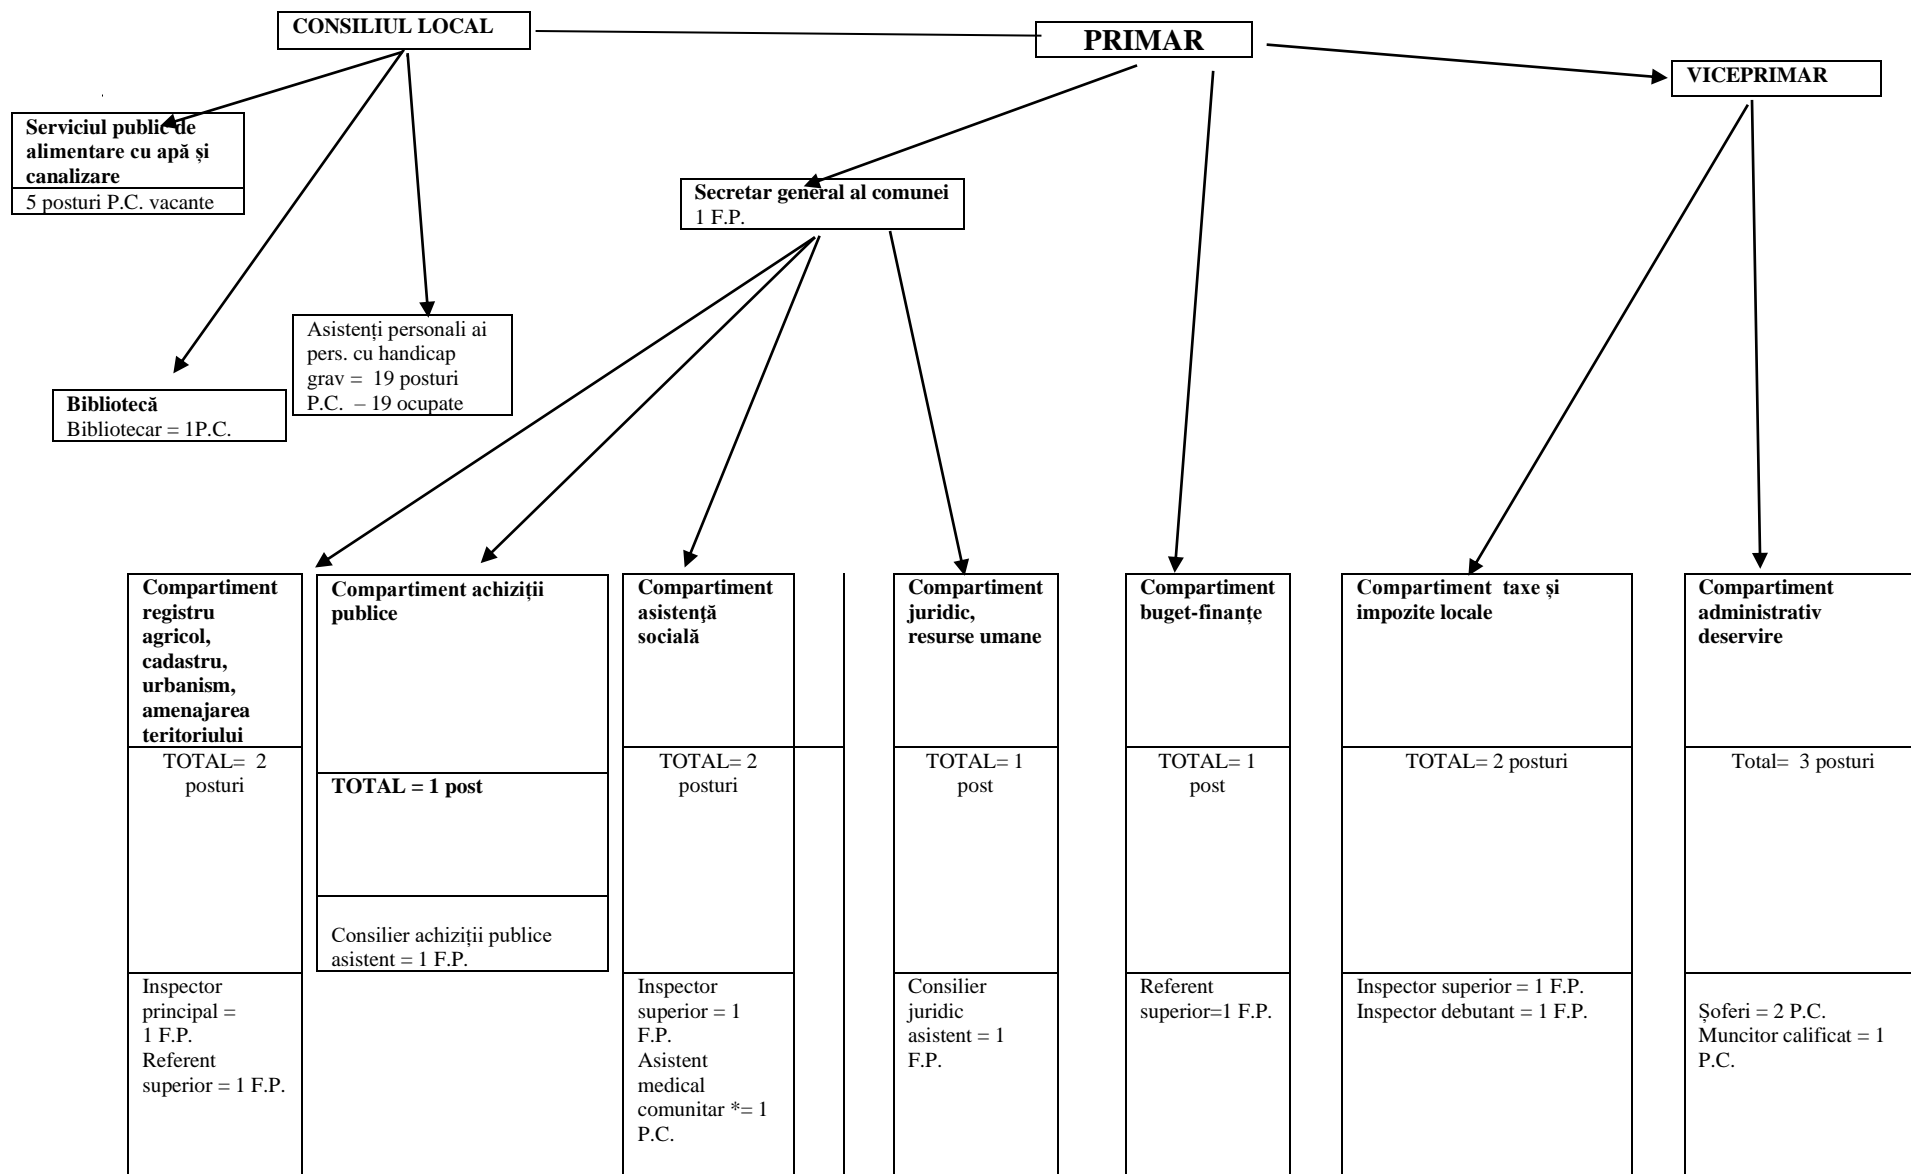 CONSILIUL LOCAL
PRIMAR
VICEPRIMAR
Serviciul public de
alimentare cu apă și
canalizare
5 posturi P.C. vacante
Secretar general al comunei
1 F.P.
Asistenți personali ai
pers. cu handicap
grav = 19 posturi
P.C. – 19 ocupate
Bibliotecă
Bibliotecar = 1P.C.
Compartiment
registru
agricol,
cadastru,
urbanism,
amenajarea
teritoriului
TOTAL= 2
posturi
Inspector
principal =
1 F.P.
Referent
superior = 1 F.P.
Compartiment achiziții
publice
TOTAL = 1 post
Consilier achiziții publice
asistent = 1 F.P.
Compartiment
asistenţă
socială
TOTAL= 2
posturi
Inspector
superior = 1
F.P.
Asistent
medical
comunitar *= 1
P.C.
Compartiment
juridic,
resurse umane
TOTAL= 1
post
Consilier
juridic
asistent = 1
F.P.
Compartiment
buget-finanțe
TOTAL= 1
post
Referent
superior=1 F.P.
Compartiment taxe și
impozite locale
TOTAL= 2 posturi
Inspector superior = 1 F.P.
Inspector debutant = 1 F.P.
Compartiment
administrativ
deservire
Total= 3 posturi
Șoferi = 2 P.C.
Muncitor calificat = 1
P.C.